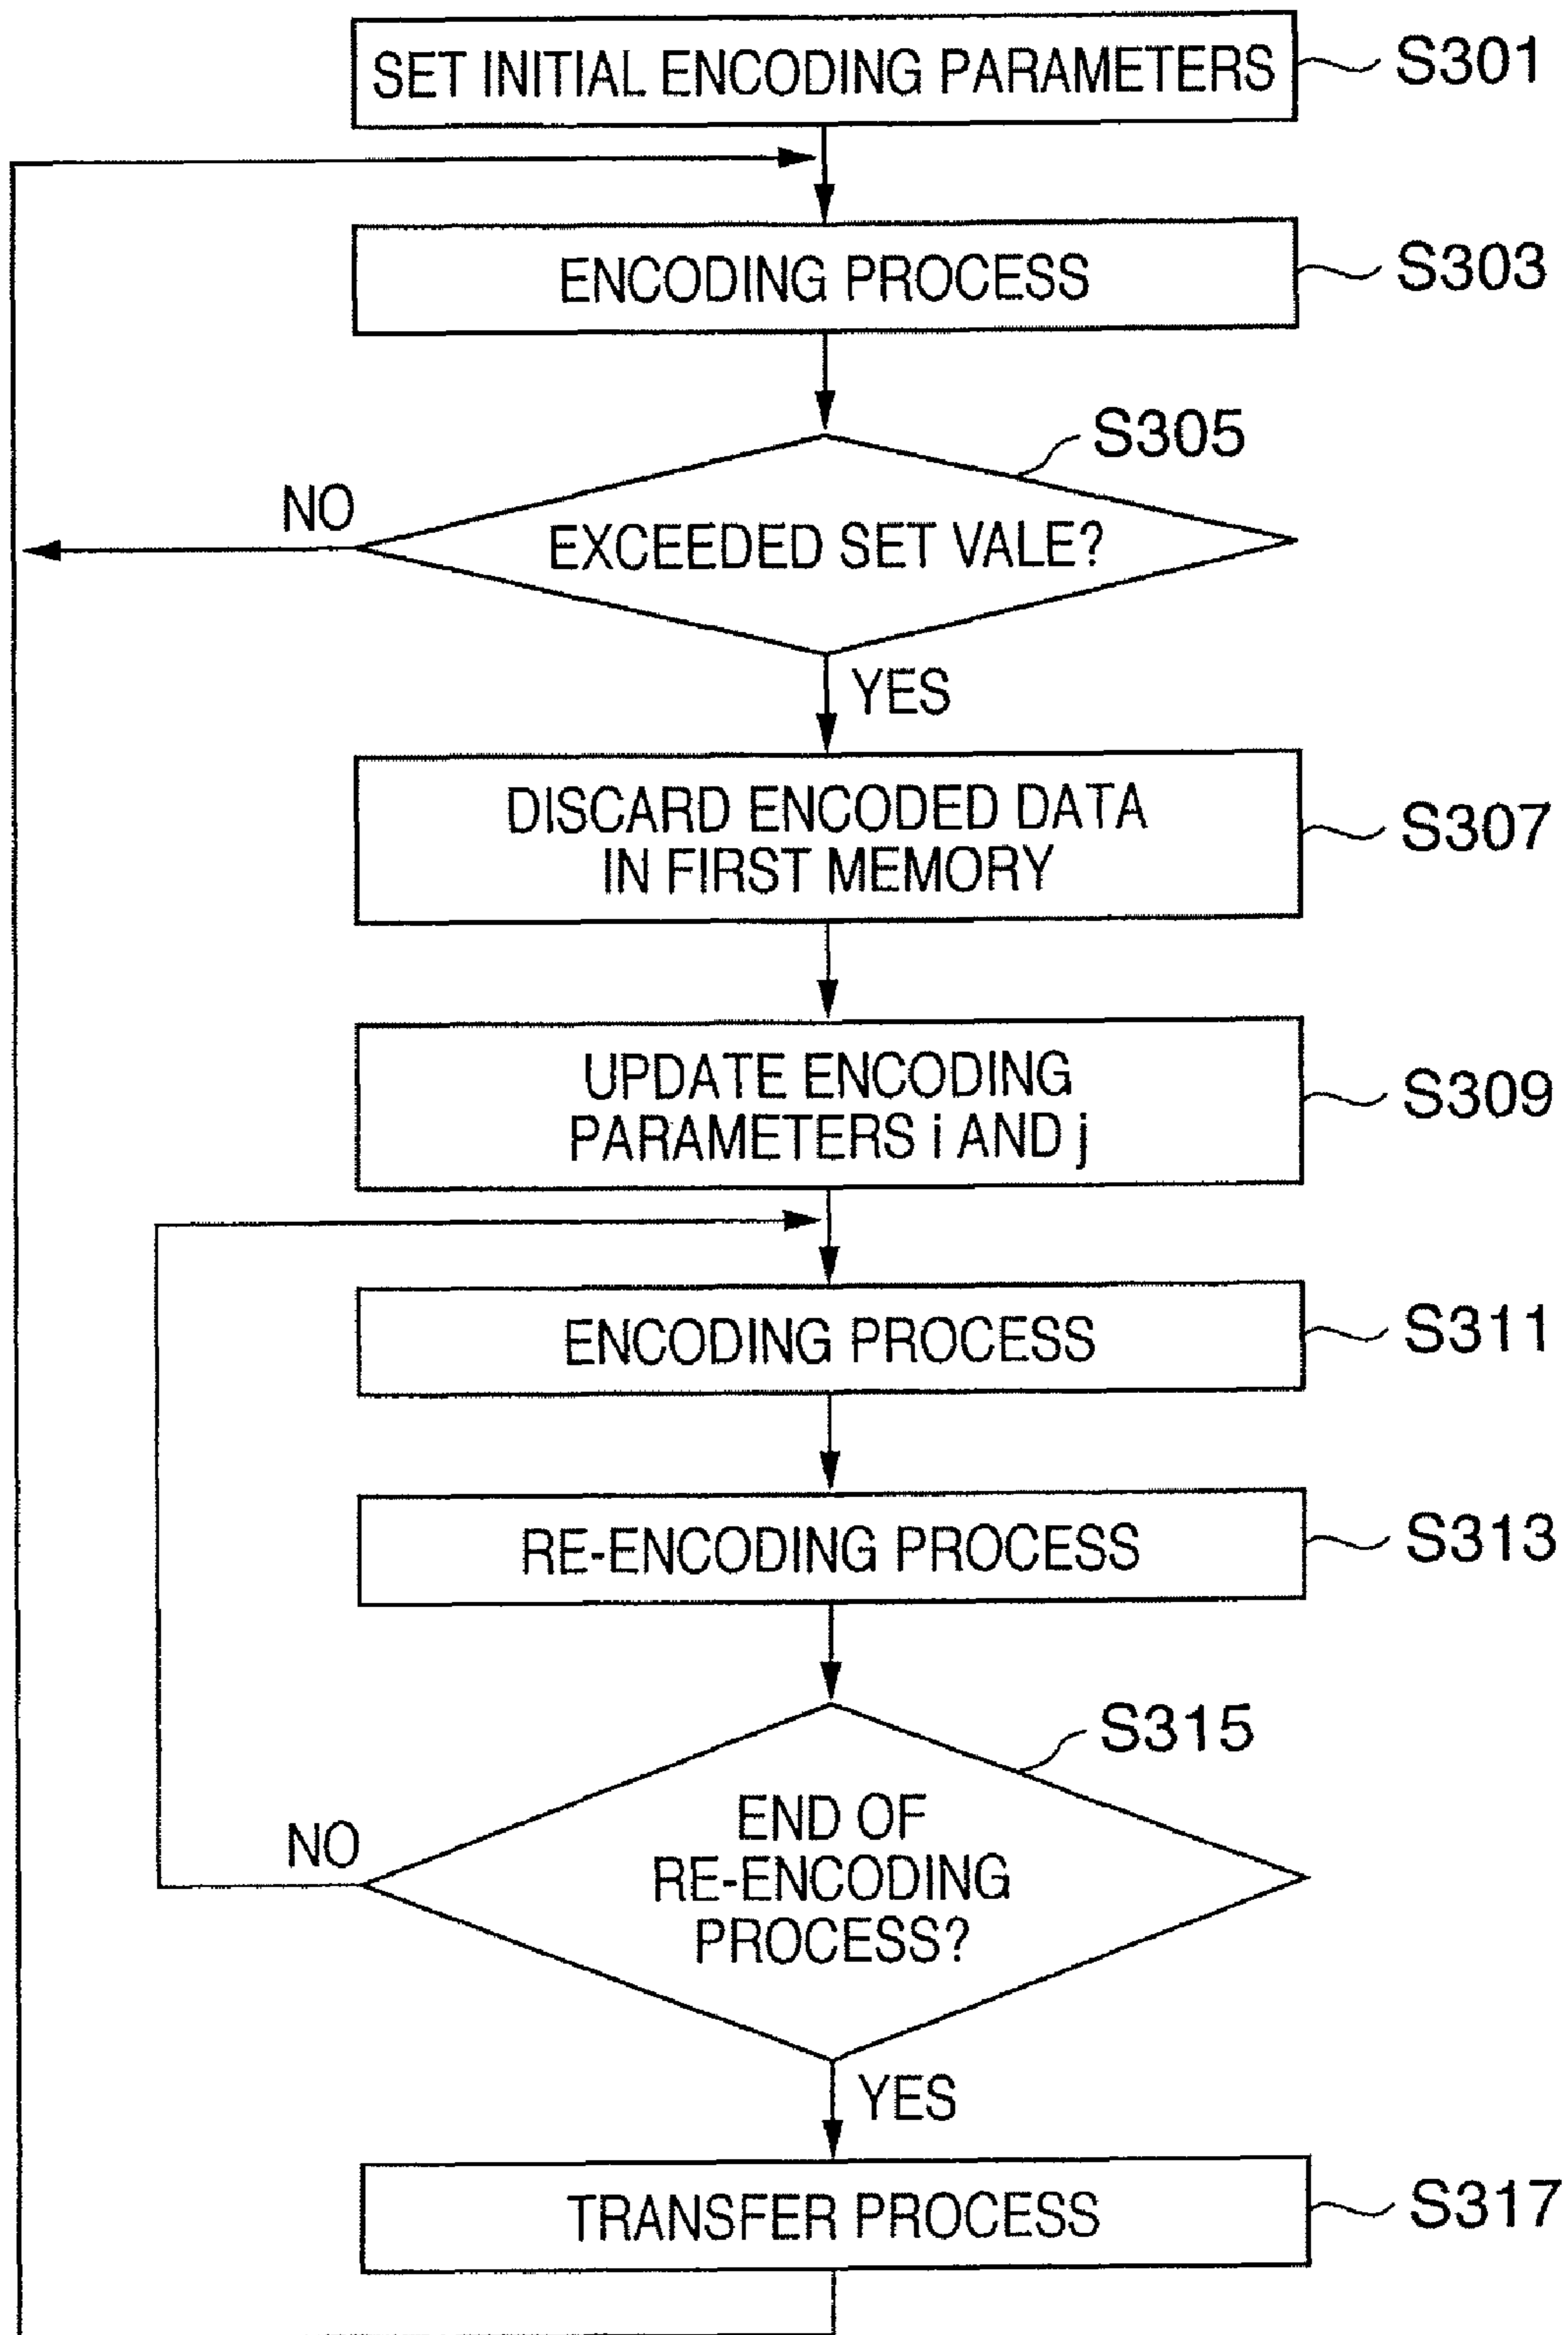 SET INITIAL ENCODING PARAMETERS
S301
ENCODING PROCESS
S303
S305
NO
EXCEEDED SET VALE?
YES
DISCARD ENCODED DATA
IN FIRST MEMORY
S307
UPDATE ENCODING
PARAMETERS i AND j
S309
ENCODING PROCESS
S311
RE-ENCODING PROCESS
S313
S315
NO
END OF
RE-ENCODING
PROCESS?
YES
TRANSFER PROCESS
S317